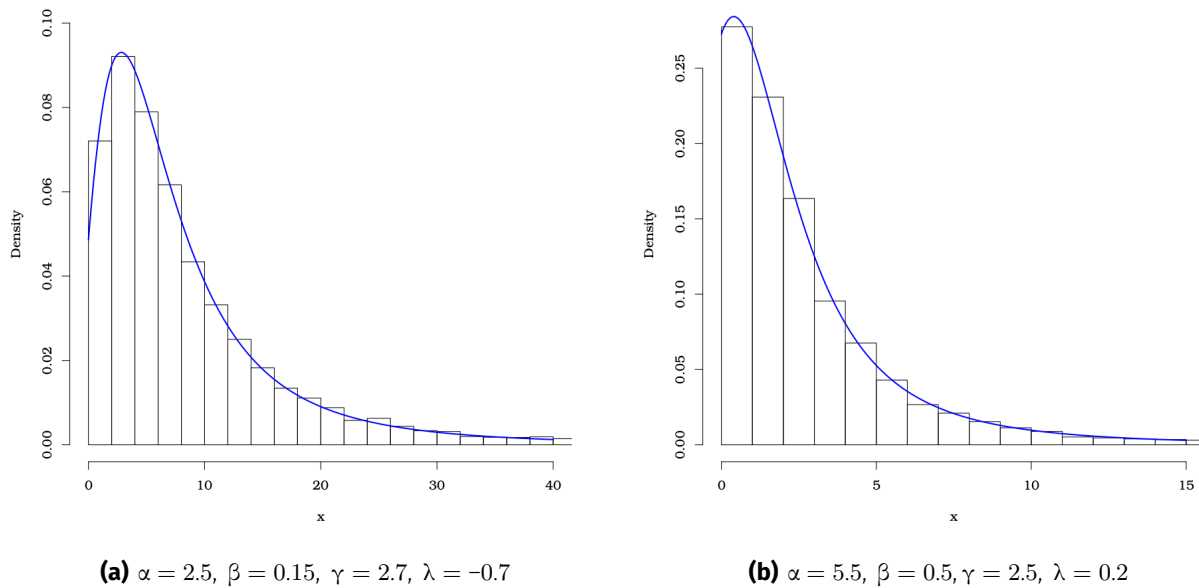 0.10
0.08
0.06
0.04
0.02
0.00
Density
0 10 20 30 40
x
(a) α = 2.5, β = 0.15, γ = 2.7, λ = −0.7
0.25
0.20
0.15
0.10
0.05
0.00
Density
0 5 10 15
x
(b) α = 5.5, β = 0.5, γ = 2.5, λ = 0.2